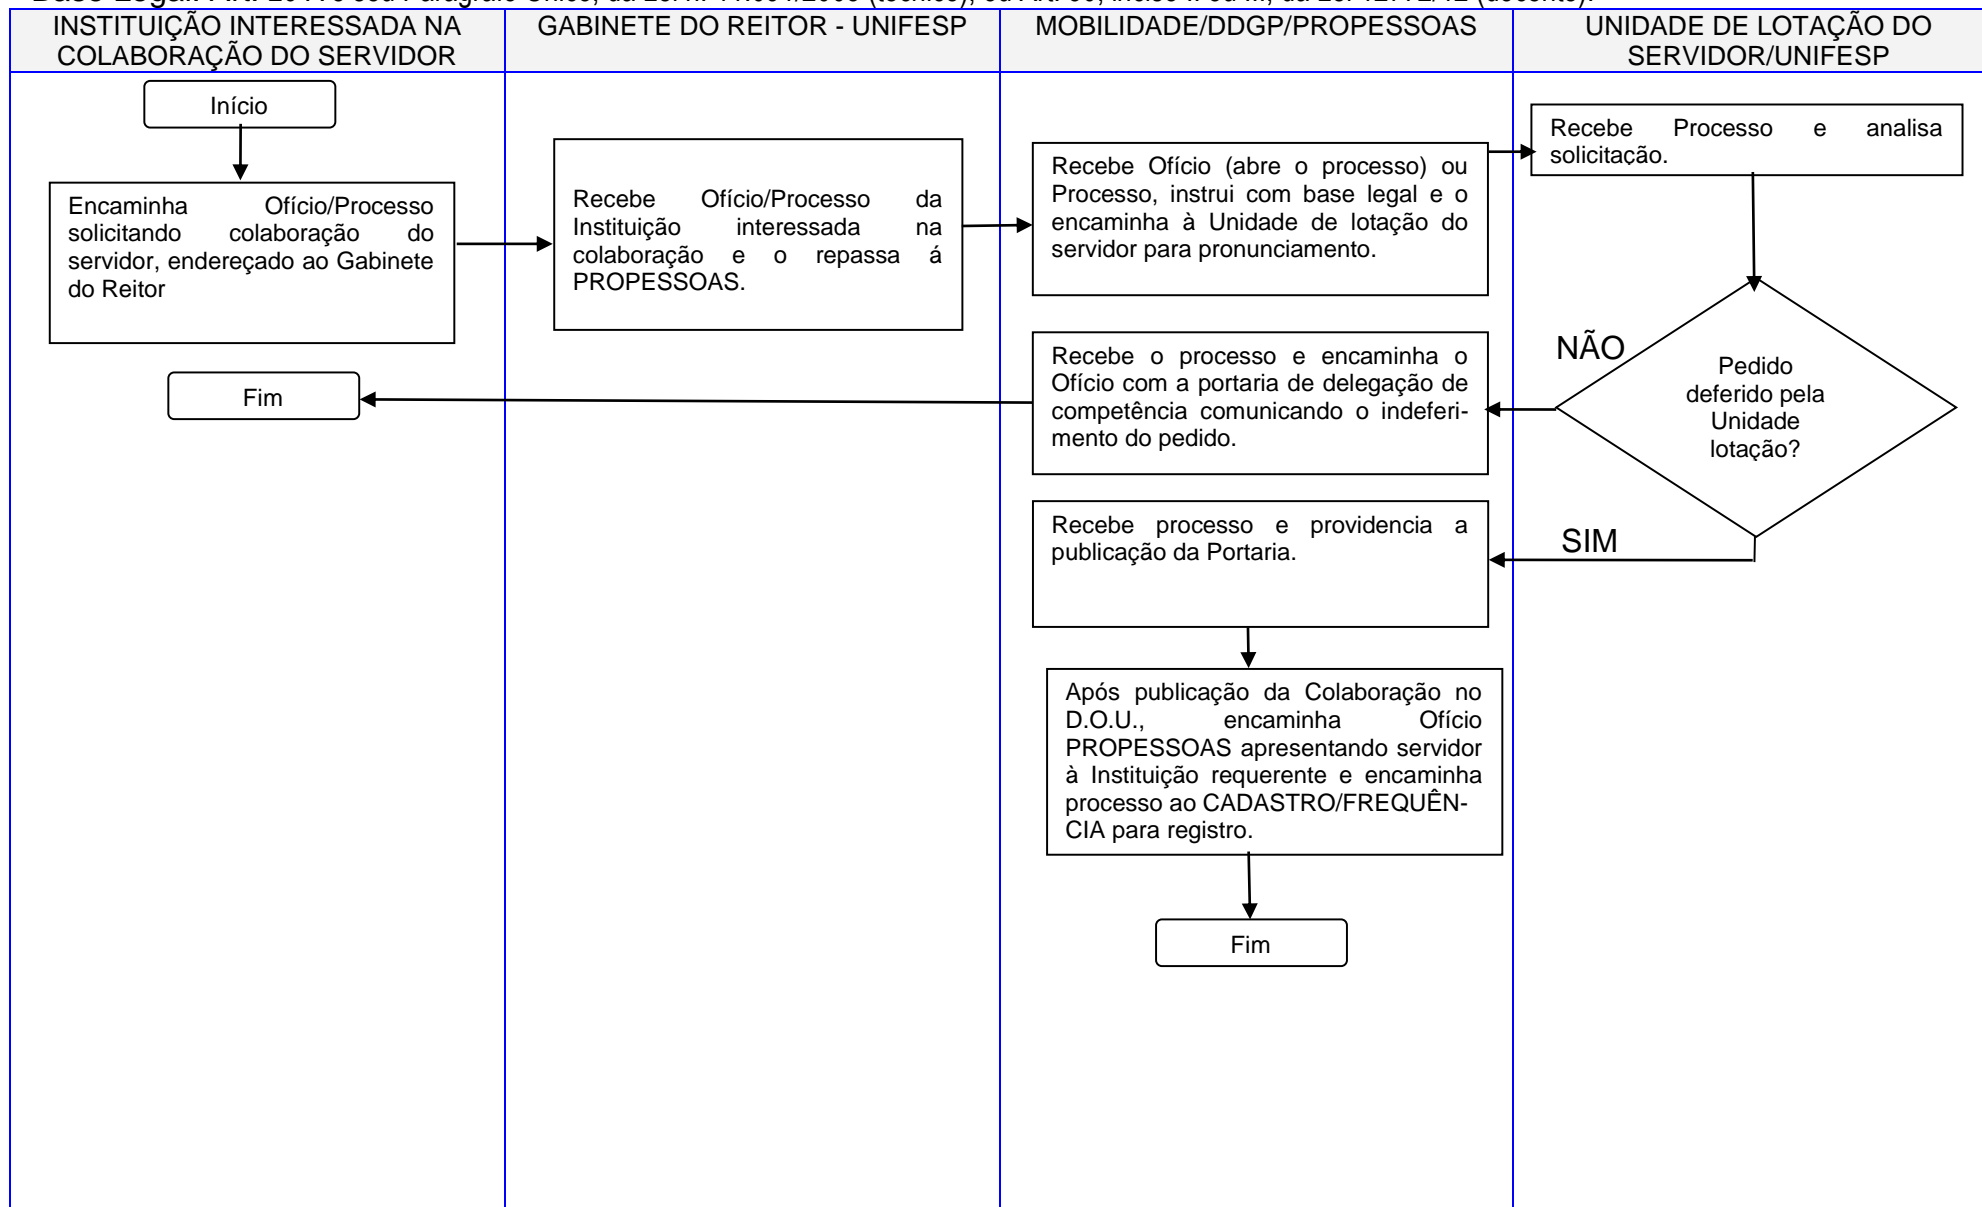 INSTITUIÇÃO INTERESSADA NA
COLABORAÇÃO DO SERVIDOR
GABINETE DO REITOR - UNIFESP
MOBILIDADE/DDGP/PROPESSOAS
UNIDADE DE LOTAÇÃO DO
SERVIDOR/UNIFESP
Início
Encaminha Ofício/Processo
solicitando colaboração do
servidor, endereçado ao Gabinete
do Reitor
Recebe Ofício/Processo da
Instituição interessada na
colaboração e o repassa á
PROPESSOAS.
Recebe Ofício (abre o processo) ou
Processo, instrui com base legal e o
encaminha à Unidade de lotação do
servidor para pronunciamento.
Recebe Processo e analisa
solicitação.
NÃO
Pedido
deferido pela
Unidade
lotação?
Recebe o processo e encaminha o
Ofício com a portaria de delegação de
competência comunicando o indeferi-
mento do pedido.
Fim
SIM
Recebe processo e providencia a
publicação da Portaria.
Após publicação da Colaboração no
D.O.U., encaminha Ofício
PROPESSOAS apresentando servidor
à Instituição requerente e encaminha
processo ao CADASTRO/FREQUÊN-
CIA para registro.
Fim